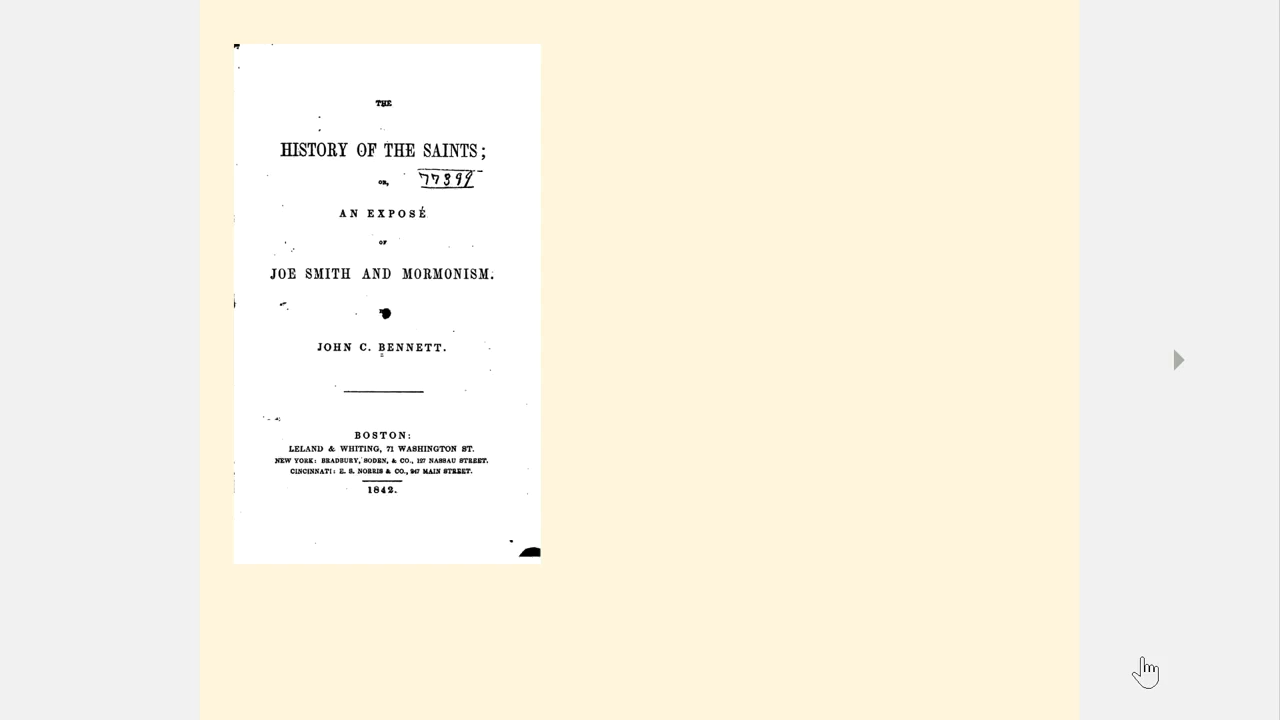 THE
HISTORY OF THE SAINTS;
OR,
77399
AN EXPOSÉ
OF
JOE SMITH AND MORMONISM.
JOHN C. BENNETT.
BOSTON:
LELAND & WHITING, 71 WASHINGTON ST.
NEW YORK: BRADBURY, SODEN, & CO., 127 NASSAU STREET.
CINCINNATI: E. S. NORRIS & CO., 247 MAIN STREET.
1842.